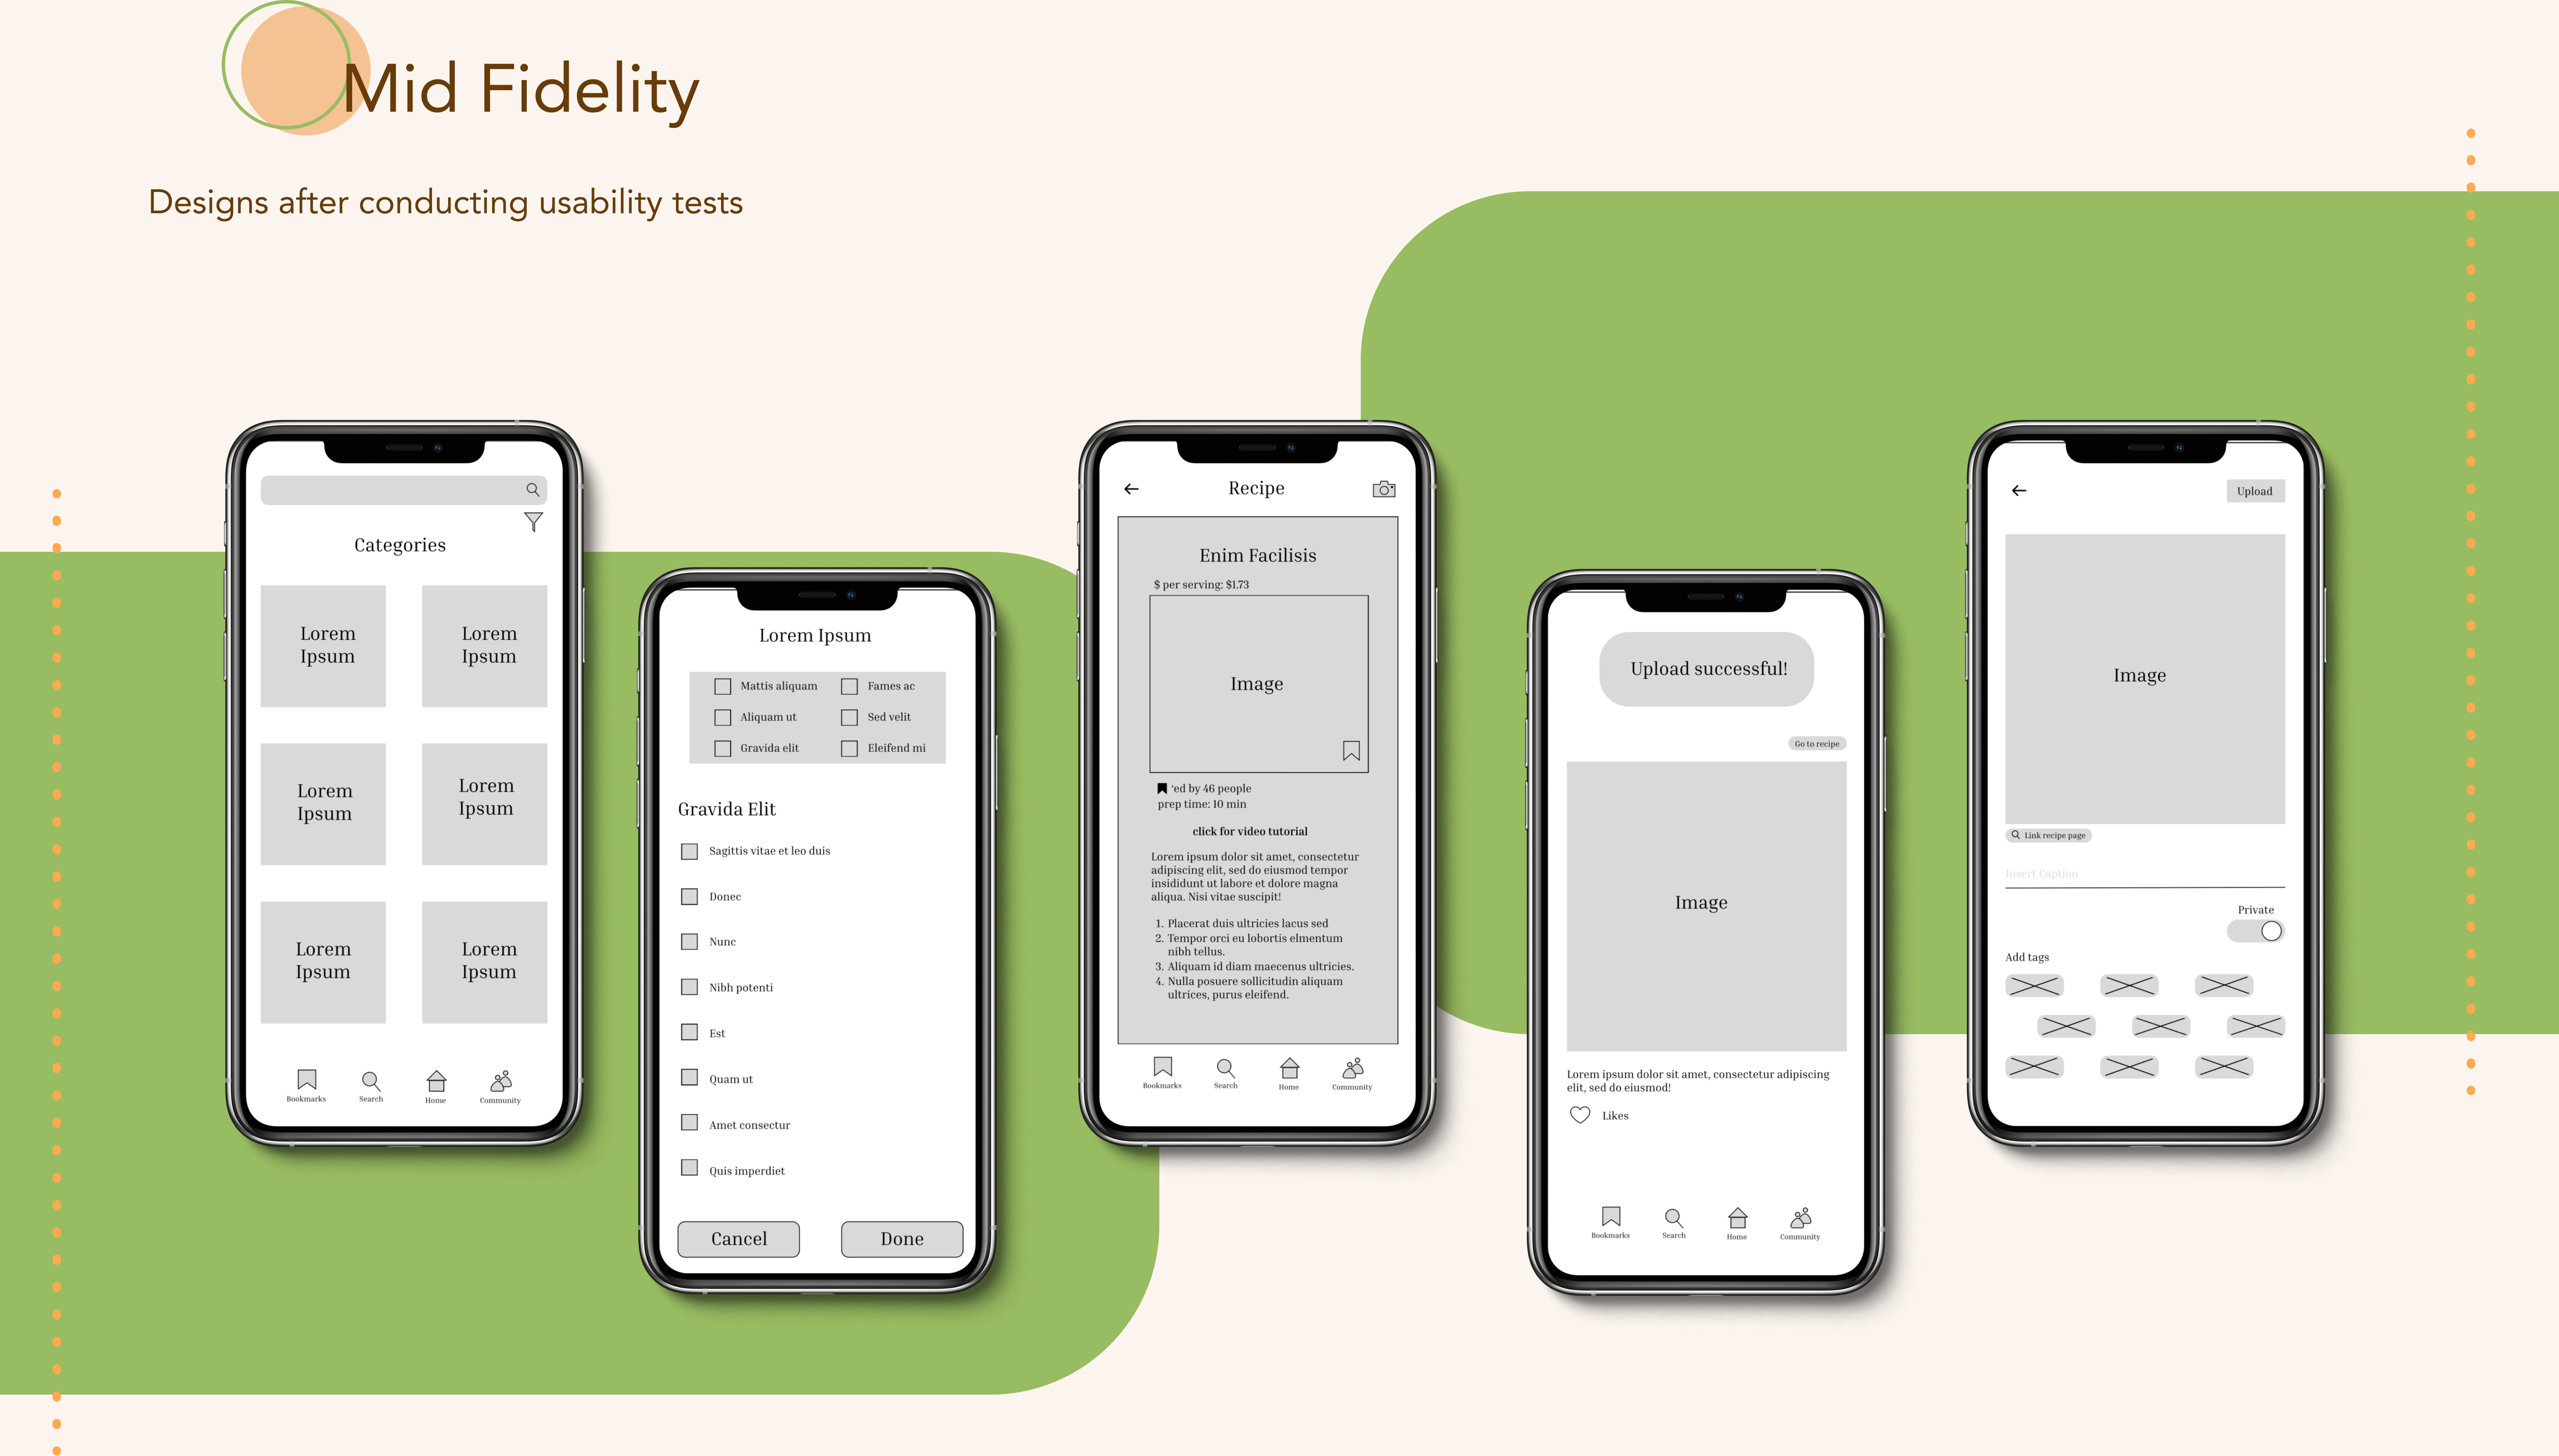 Mid Fidelity
Designs after conducting usability tests
Categories
Lorem
Ipsum
Lorem
Ipsum
Lorem
Ipsum
Lorem
Ipsum
Lorem
Ipsum
Lorem
Ipsum
Bookmarks
Search
Home
Community
Lorem Ipsum
Mattis aliquam
Fames ac
Aliquam ut
Sed velit
Gravida elit
Eleifend mi
Gravida Elit
Sagittis vitae et leo duis
Donec
Nunc
Nibh potenti
Est
Quam ut
Amet consectur
Quis imperdiet
Cancel
Done
Recipe
Enim Facilisis
$ per serving: $1.73
Image
'ed by 46 people
prep time: 10 min
click for video tutorial
Lorem ipsum dolor sit amet, consectetur
adipiscing elit, sed do eiusmod tempor
insididunt ut labore et dolore magna
aliqua. Nisi vitae suscipit!
1. Placerat duis ultricies lacus sed
2. Tempor orci eu lobortis elmentum
nibh tellus.
3. Aliquam id diam maecenus ultricies.
4. Nulla posuere sollicitudin aliquam
ultrices, purus eleifend.
Bookmarks
Search
Home
Community
Upload successful!
Go to recipe
Image
Lorem ipsum dolor sit amet, consectetur adipiscing
elit, sed do eiusmod!
Likes
Bookmarks
Search
Home
Community
Upload
Image
Link recipe page
Insert Caption
Private
Add tags